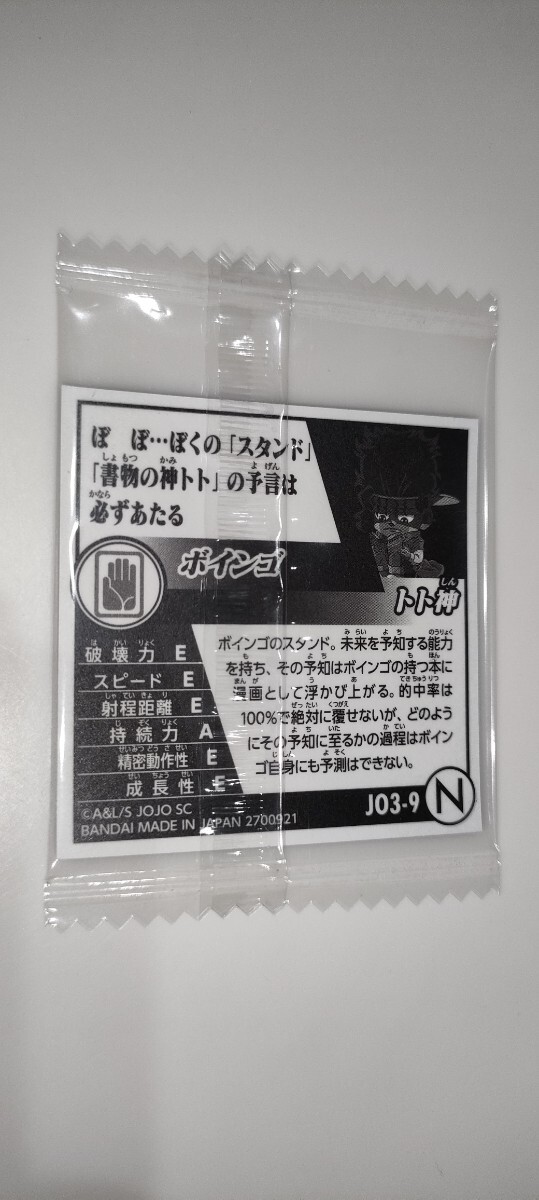 ぼ ぼ…ぼくの「スタンド」
「書物の神トト」の予言は
必ずあたる
ボインゴ
トト神
破壊力 E
スピード E
射程距離 E
持続力 A
精密動作性 E
成長性 E
ボインゴのスタンド。未来を予知する能力
を持ち、その予知はボインゴの持つ本に
漫画として浮かび上がる。的中率は
100%で絶対に覆せないが、どのよう
にその予知に至るかの過程はボイン
ゴ自身にも予測はできない。
©A&L/S JOJO SC
BANDAI MADE IN JAPAN 2700921
JO3-9 N